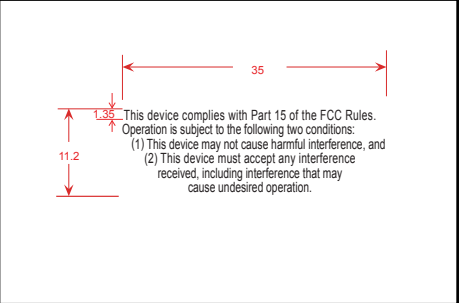 35
1.35
This device complies with Part 15 of the FCC Rules.
Operation is subject to the following two conditions:
(1) This device may not cause harmful interference, and
(2) This device must accept any interference
received, including interference that may
cause undesired operation.
11.2